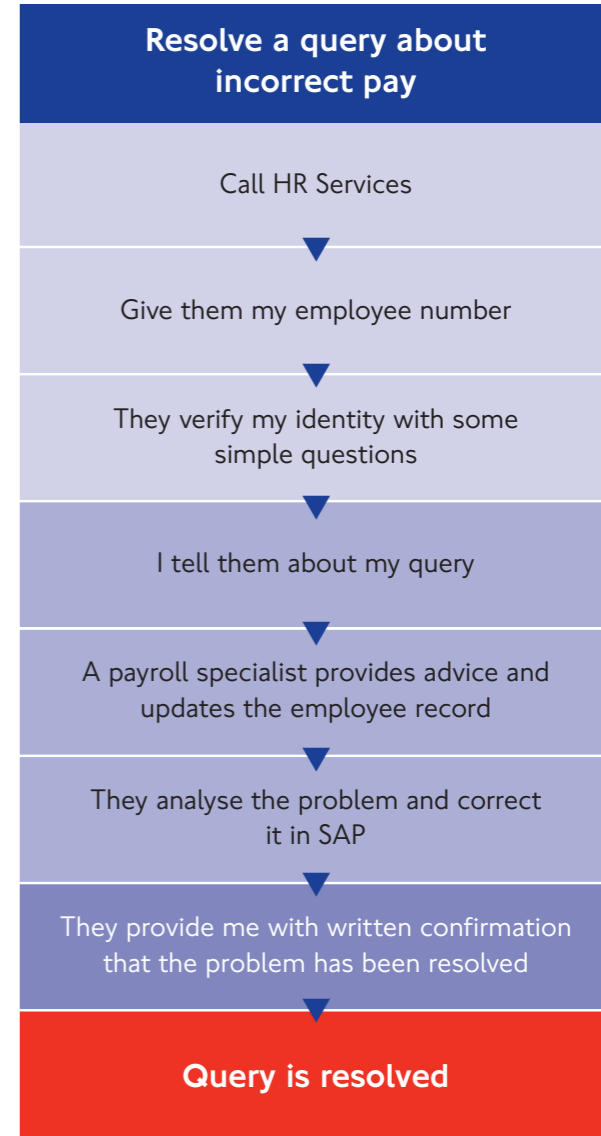 Resolve a query about
incorrect pay
Call HR Services
Give them my employee number
They verify my identity with some
simple questions
I tell them about my query
A payroll specialist provides advice and
updates the employee record
They analyse the problem and correct
it in SAP
They provide me with written confirmation
that the problem has been resolved
Query is resolved